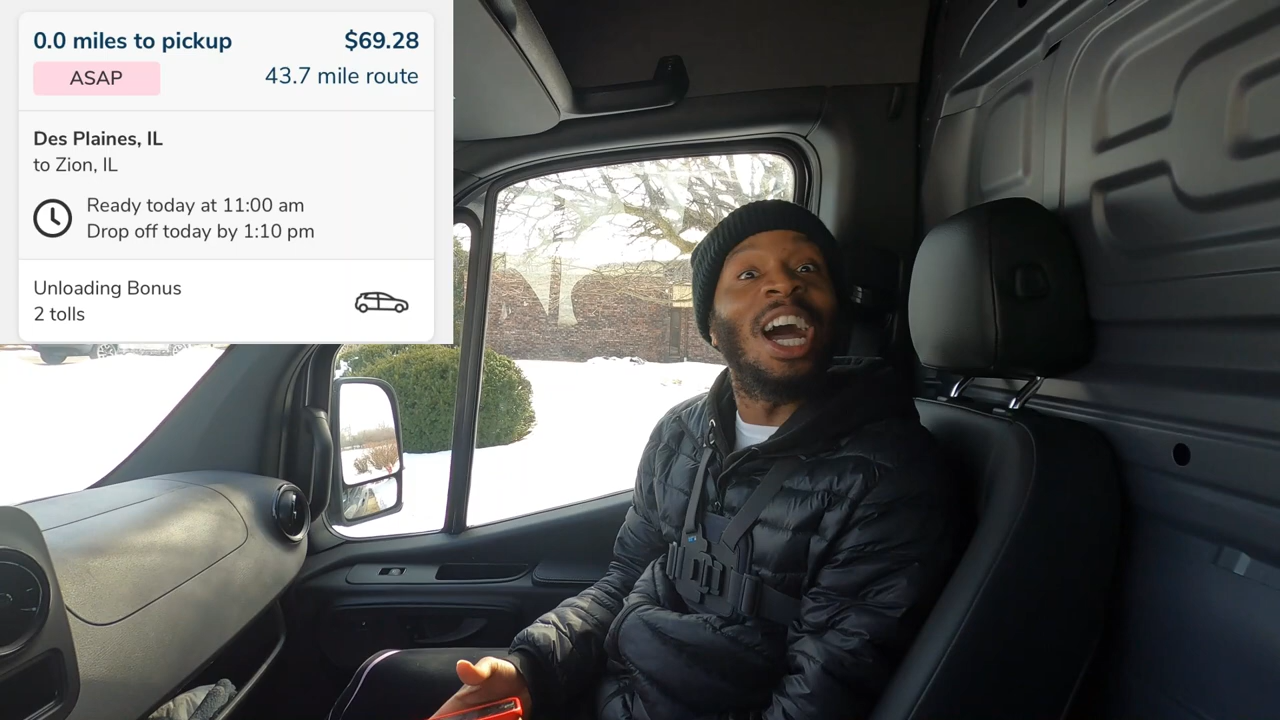 0.0 miles to pickup $69.28
ASAP 43.7 mile route
Des Plaines, IL
to Zion, IL
Ready today at 11:00 am
Drop off today by 1:10 pm
Unloading Bonus
2 tolls